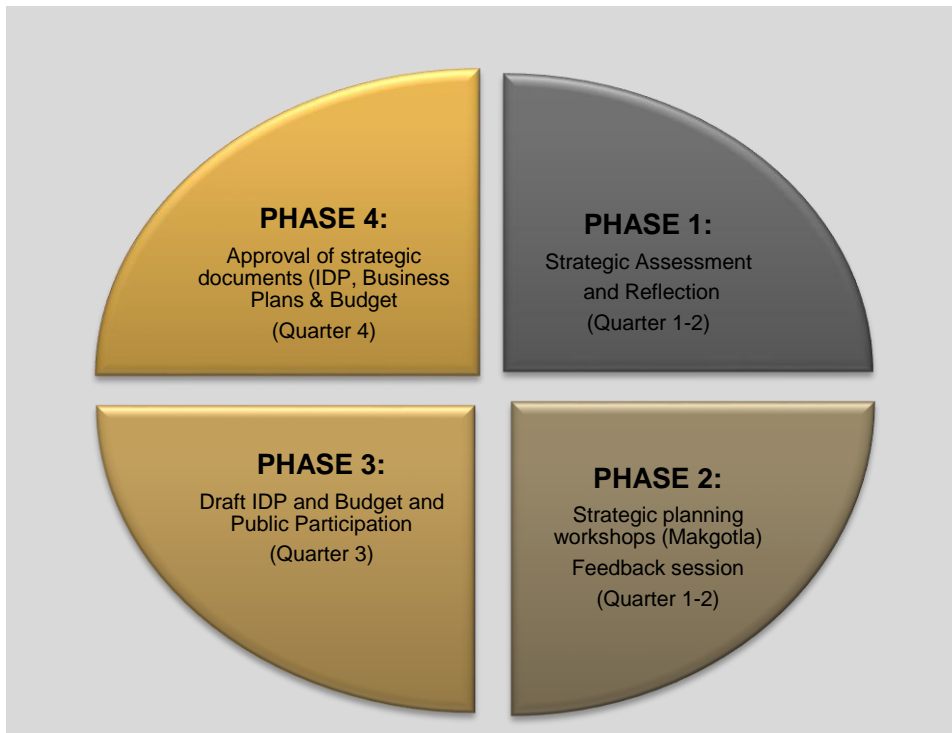 PHASE 1:
Strategic Assessment
and Reflection
(Quarter 1-2)
PHASE 2:
Strategic planning
workshops (Makgotla)
Feedback session
(Quarter 1-2)
PHASE 3:
Draft IDP and Budget and
Public Participation
(Quarter 3)
PHASE 4:
Approval of strategic
documents (IDP, Business
Plans & Budget
(Quarter 4)